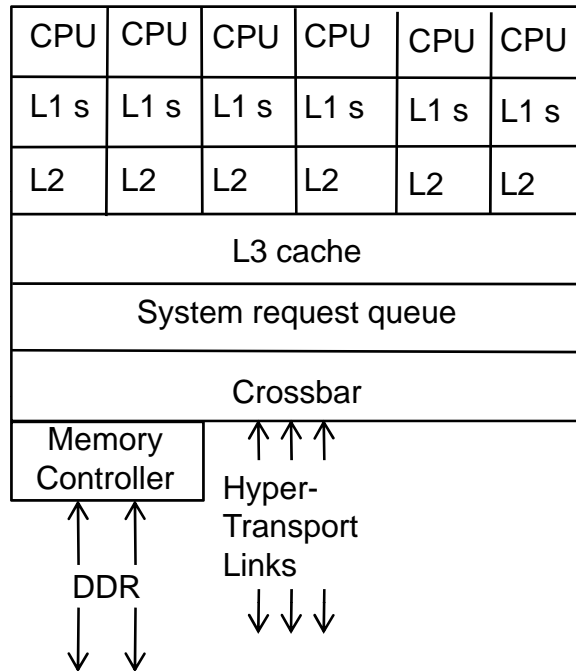 CPU CPU CPU CPU CPU CPU
L1 s L1 s L1 s L1 s L1 s L1 s
L2 L2 L2 L2 L2 L2
L3 cache
System request queue
Crossbar
Memory
Controller
Hyper-
Transport
Links
DDR